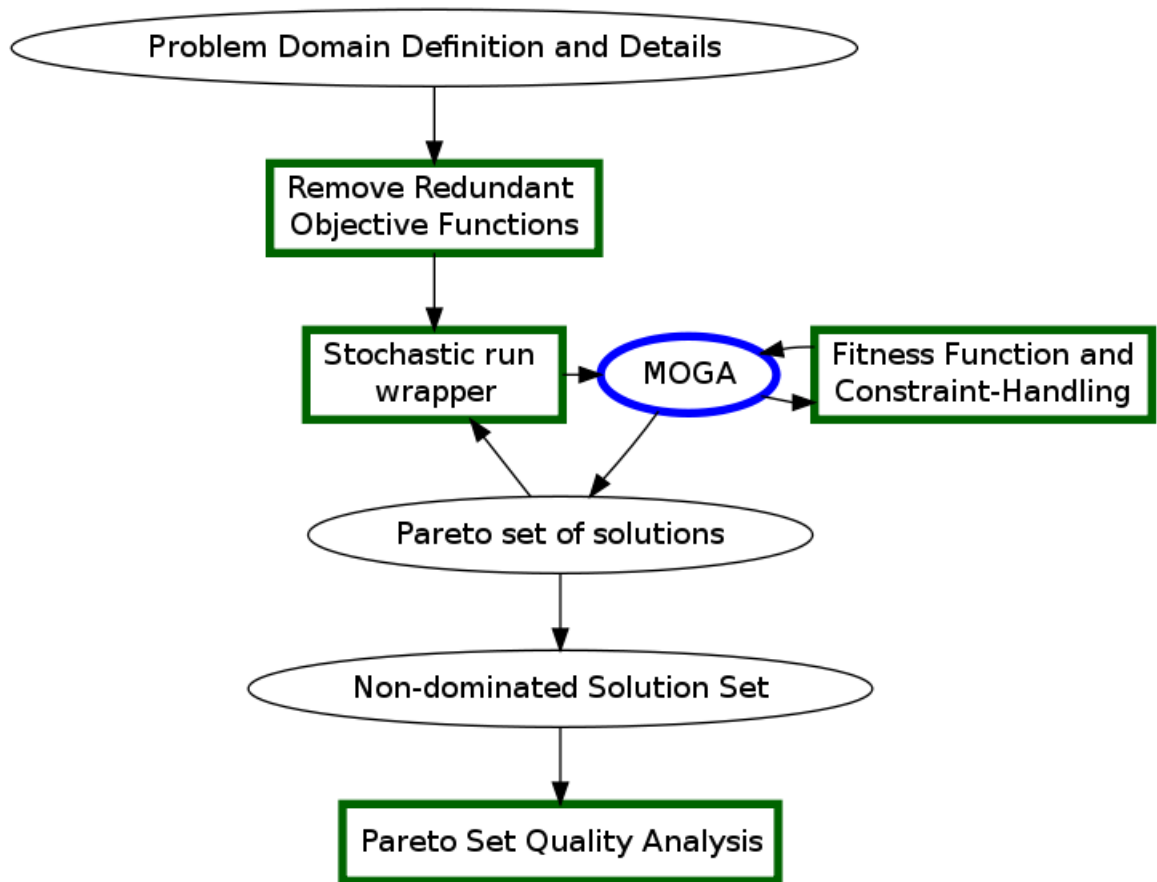 Problem Domain Definition and Details
Remove Redundant
Objective Functions
Stochastic run
wrapper
MOGA
Fitness Function and
Constraint-Handling
Pareto set of solutions
Non-dominated Solution Set
Pareto Set Quality Analysis